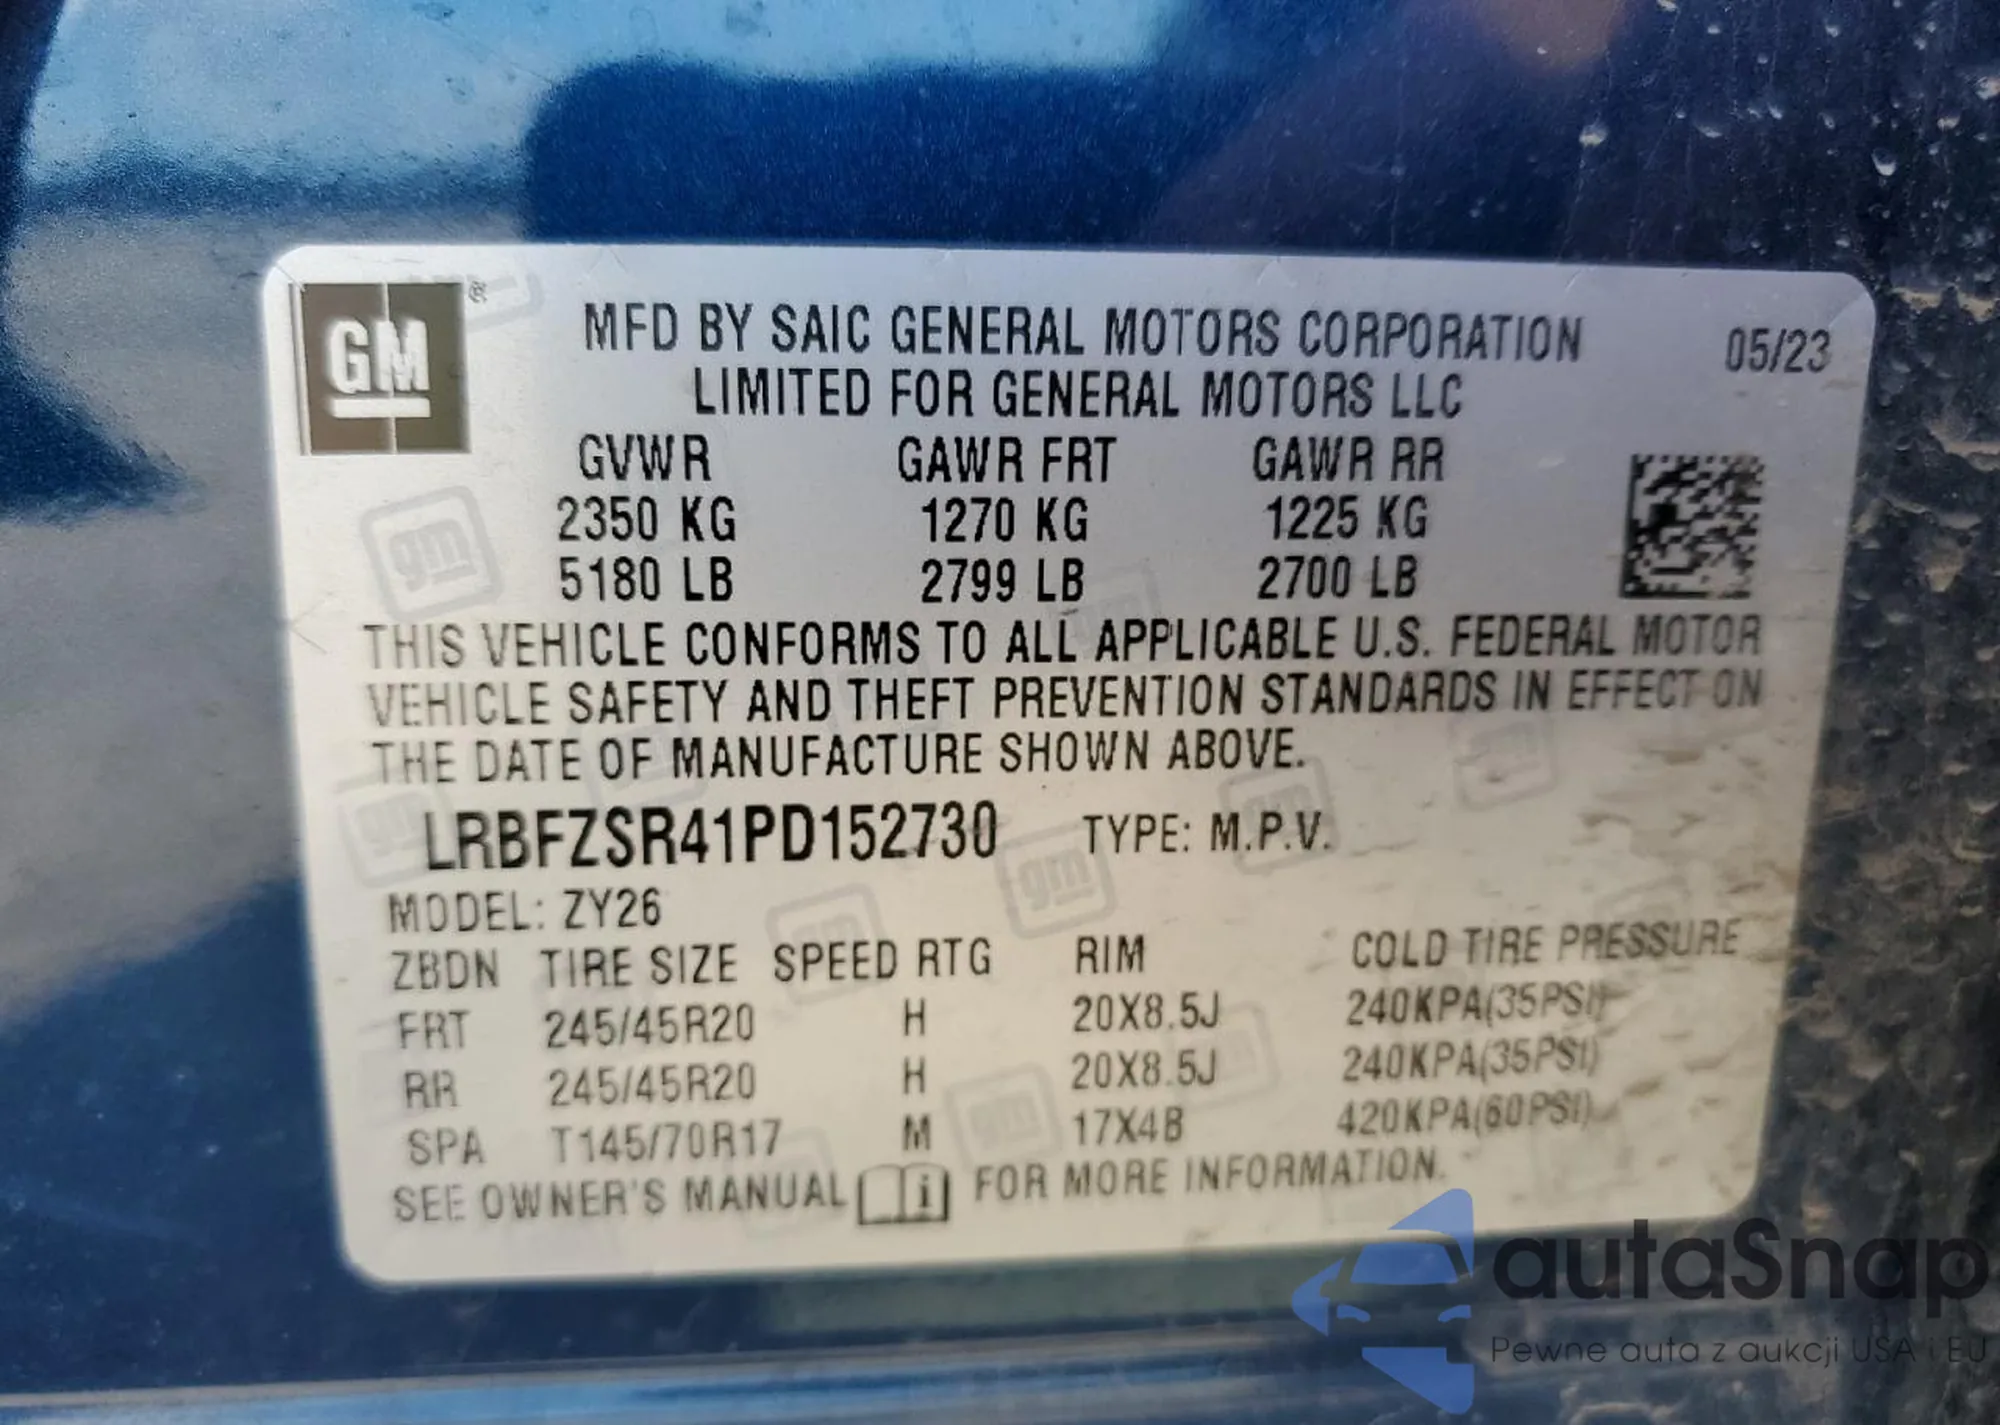 GM ®
MFD BY SAIC GENERAL MOTORS CORPORATION 05/23
LIMITED FOR GENERAL MOTORS LLC
GVWR GAWR FRT GAWR RR
2350 KG 1270 KG 1225 KG
5180 LB 2799 LB 2700 LB
THIS VEHICLE CONFORMS TO ALL APPLICABLE U.S. FEDERAL MOTOR
VEHICLE SAFETY AND THEFT PREVENTION STANDARDS IN EFFECT ON
THE DATE OF MANUFACTURE SHOWN ABOVE.
LRBFZSR41PD152730 TYPE: M.P.V.
MODEL: ZY26
ZBDN TIRE SIZE SPEED RTG RIM COLD TIRE PRESSURE
FRT 245/45R20 H 20X8.5J 240KPA(35PSI)
RR 245/45R20 H 20X8.5J 240KPA(35PSI)
SPA T145/70R17 M 17X4B 420KPA(60PSI)
SEE OWNER'S MANUAL i FOR MORE INFORMATION.
autaSnap
Pewne auta z aukcji USA i EU